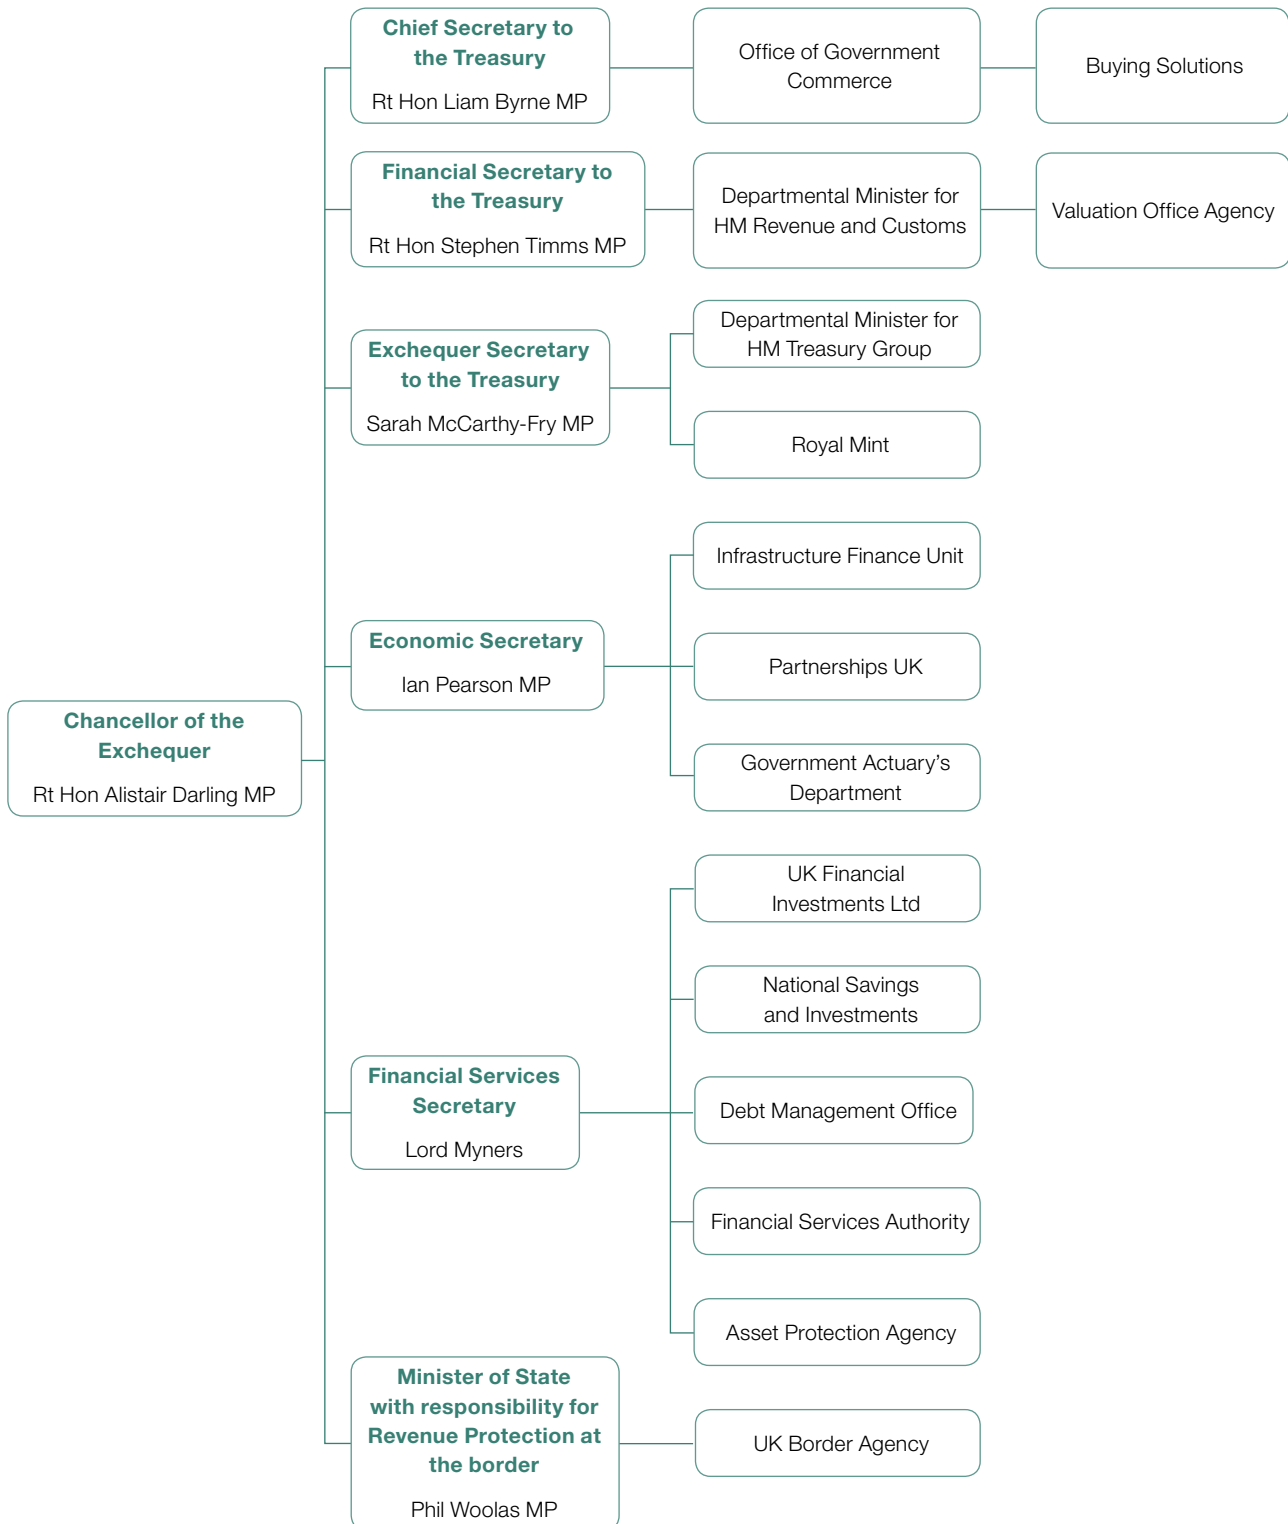 Chief Secretary to
the Treasury
Rt Hon Liam Byrne MP
Office of Government
Commerce
Buying Solutions
Financial Secretary to
the Treasury
Rt Hon Stephen Timms MP
Departmental Minister for
HM Revenue and Customs
Valuation Office Agency
Exchequer Secretary
to the Treasury
Sarah McCarthy-Fry MP
Departmental Minister for
HM Treasury Group
Royal Mint
Economic Secretary
Ian Pearson MP
Infrastructure Finance Unit
Partnerships UK
Government Actuary’s
Department
Chancellor of the
Exchequer
Rt Hon Alistair Darling MP
Financial Services
Secretary
Lord Myners
UK Financial
Investments Ltd
National Savings
and Investments
Debt Management Office
Financial Services Authority
Asset Protection Agency
Minister of State
with responsibility for
Revenue Protection at
the border
Phil Woolas MP
UK Border Agency